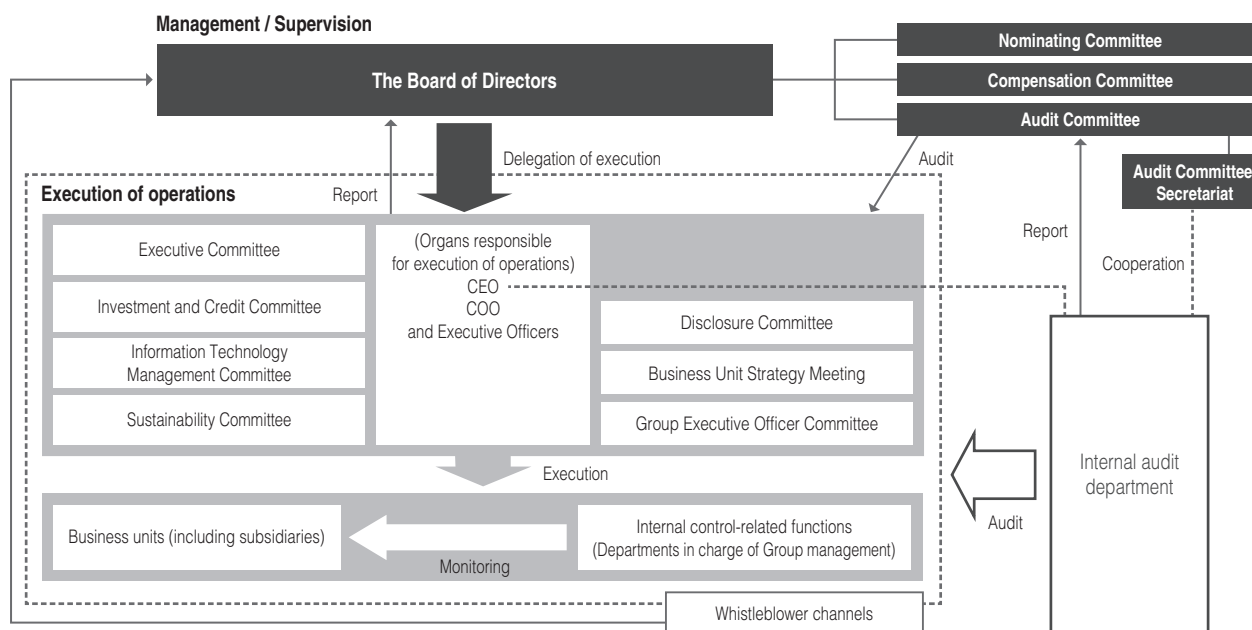 Management / Supervision
The Board of Directors
Nominating Committee
Compensation Committee
Audit Committee
Delegation of execution
Audit
Audit Committee
Secretariat
Execution of operations
Report
Report
Cooperation
Executive Committee
Investment and Credit Committee
Information Technology
Management Committee
Sustainability Committee
(Organs responsible
for execution of operations)
CEO
COO
and Executive Officers
Disclosure Committee
Business Unit Strategy Meeting
Group Executive Officer Committee
Execution
Internal audit
department
Audit
Business units (including subsidiaries)
Monitoring
Internal control-related functions
(Departments in charge of Group management)
Whistleblower channels